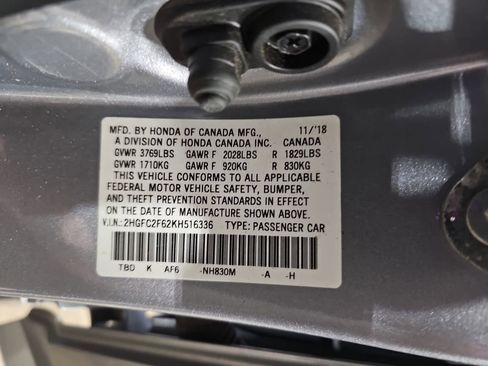 MFD. BY HONDA OF CANADA MFG., 11/'18
A DIVISION OF HONDA CANADA INC. CANADA
GVWR 3769LBS GAWR F 2028LBS R 1829LBS
GVWR 1710KG GAWR F 920KG R 830KG
THIS VEHICLE CONFORMS TO ALL APPLICABLE
FEDERAL MOTOR VEHICLE SAFETY, BUMPER,
AND THEFT PREVENTION STANDARDS IN EFFECT
ON THE DATE OF MANUFACTURE SHOWN ABOVE.
V.I.N.: 2HGFC2F62KH516336 TYPE: PASSENGER CAR
TBD K AF6 -NH830M -A -H